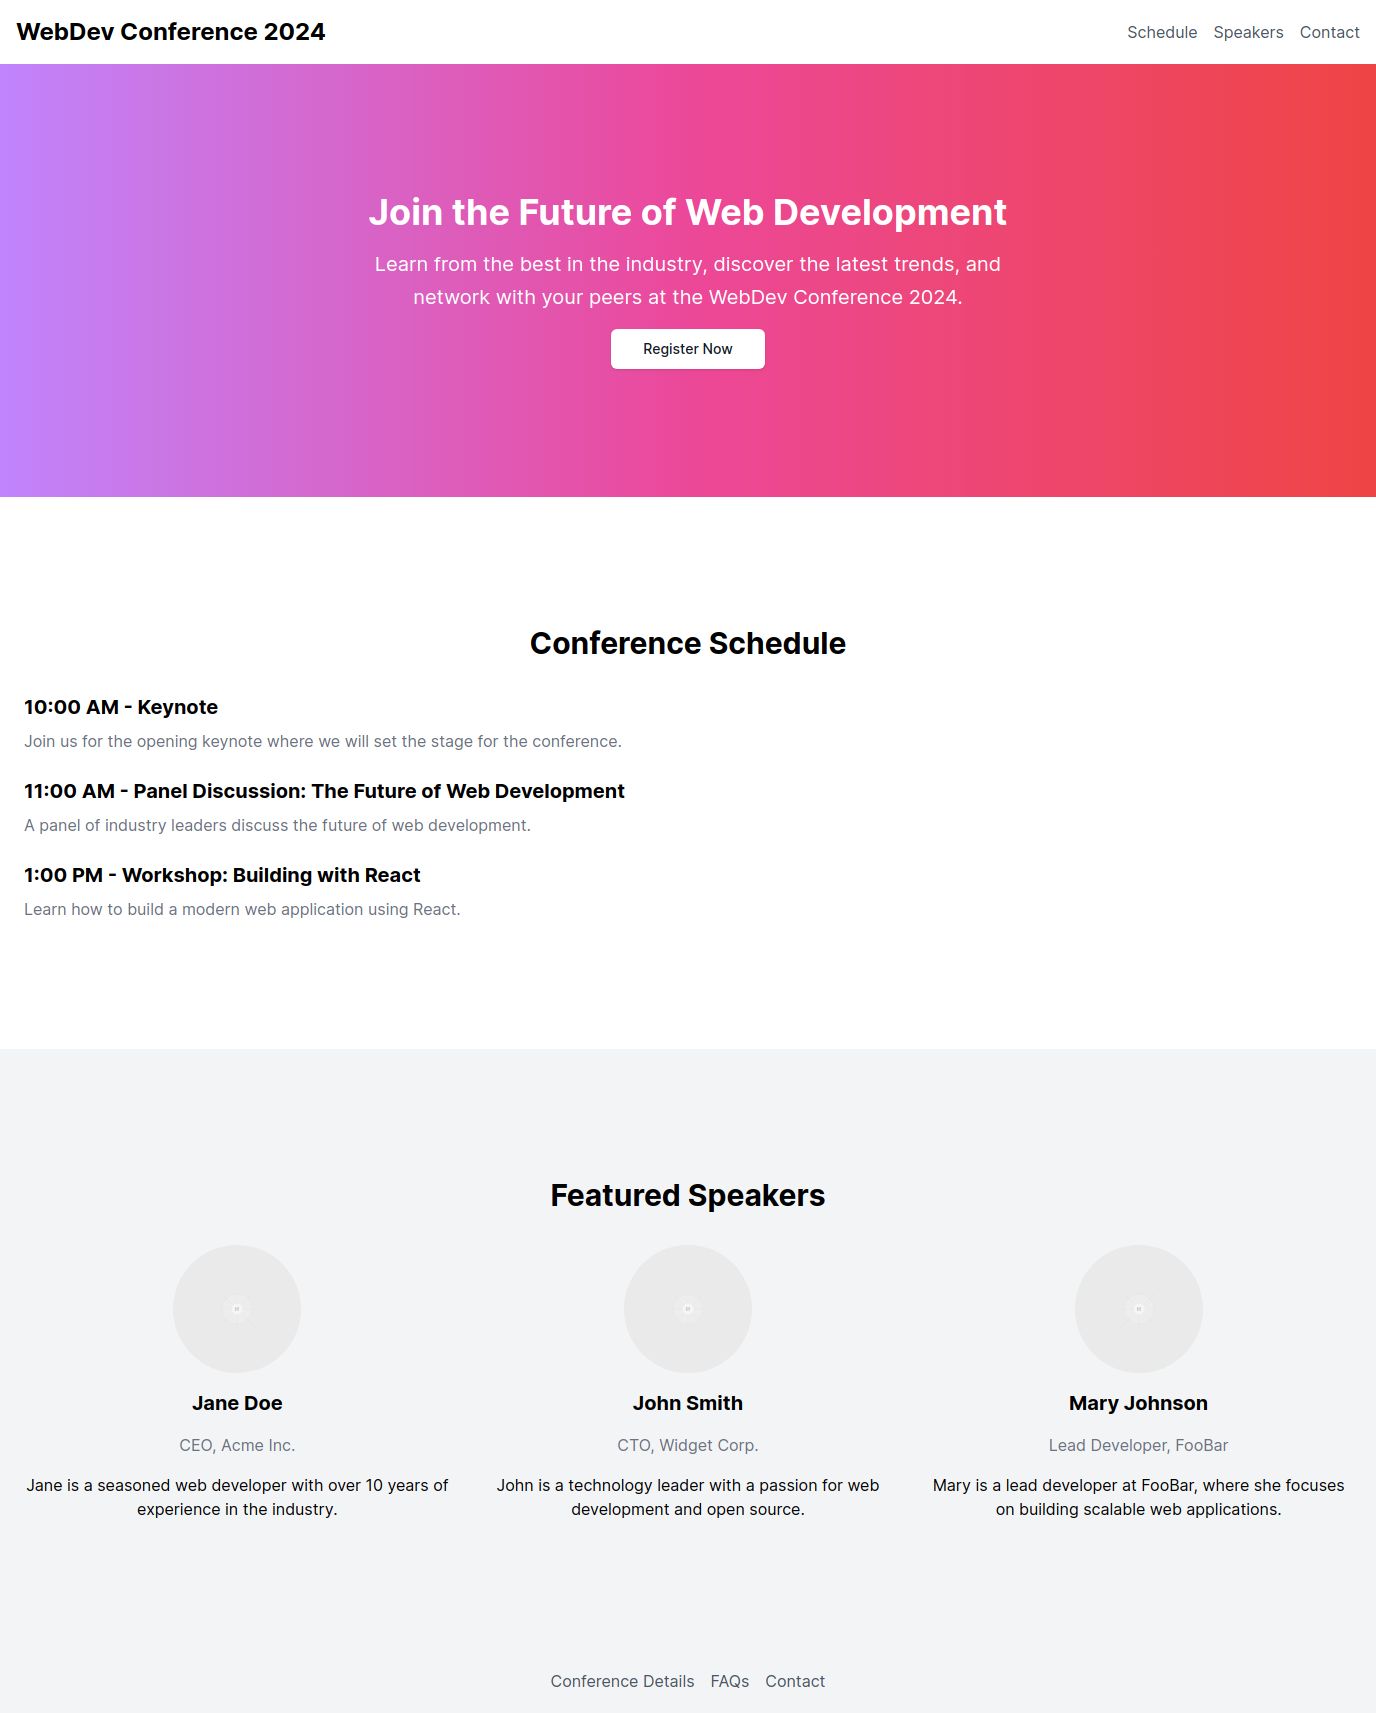 WebDev Conference 2024
Schedule Speakers Contact
Join the Future of Web Development
Learn from the best in the industry, discover the latest trends, and
network with your peers at the WebDev Conference 2024.
Register Now
Conference Schedule
10:00 AM - Keynote
Join us for the opening keynote where we will set the stage for the conference.
11:00 AM - Panel Discussion: The Future of Web Development
A panel of industry leaders discuss the future of web development.
1:00 PM - Workshop: Building with React
Learn how to build a modern web application using React.
Featured Speakers
Jane Doe
CEO, Acme Inc.
Jane is a seasoned web developer with over 10 years of
experience in the industry.
John Smith
CTO, Widget Corp.
John is a technology leader with a passion for web
development and open source.
Mary Johnson
Lead Developer, FooBar
Mary is a lead developer at FooBar, where she focuses
on building scalable web applications.
Conference Details FAQs Contact